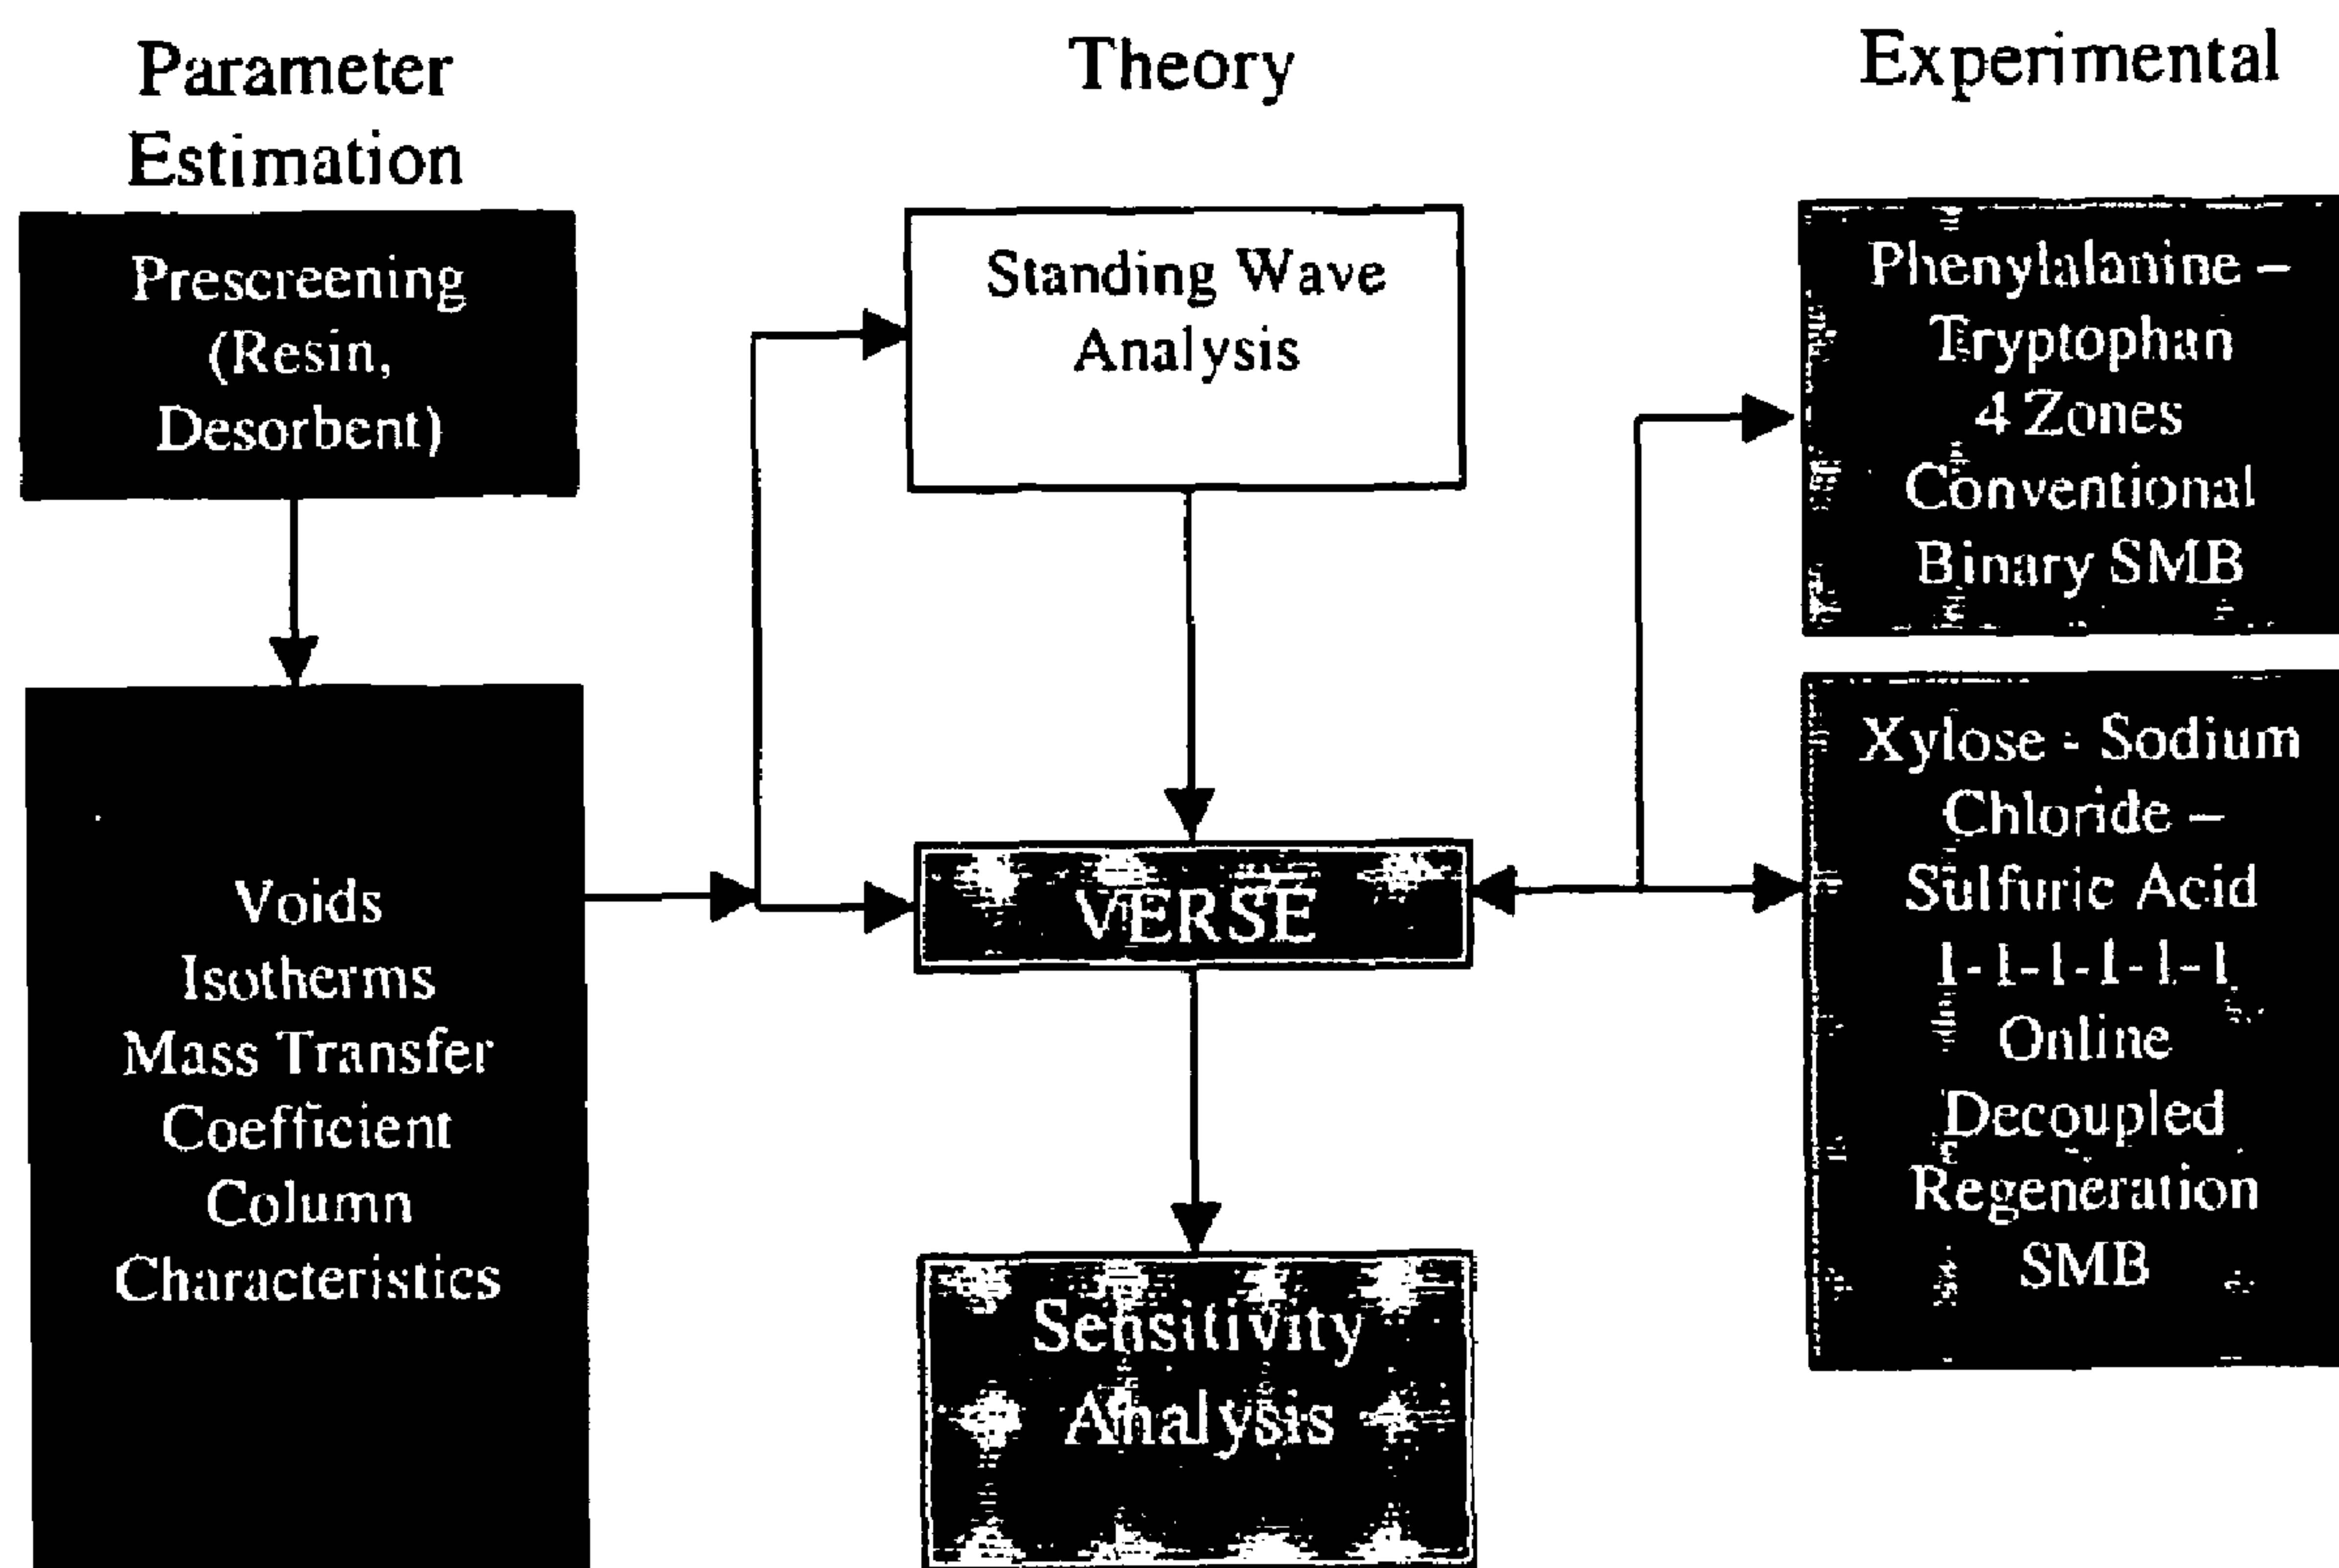 Parameter
Estimation
Prescreening
(Resin,
Desorbent)
Voids
Isotherms
Mass Transfer
Coefficient
Column
Characteristics
Theory
Standing Wave
Analysis
VERSE
Sensitivity
Analysis
Experimental
Phenylalanine –
Tryptophan
4 Zones
Conventional
Binary SMB
Xylose - Sodium
Chloride –
Sulfuric Acid
1-1-1-1-1-1
Online
Decoupled
Regeneration
SMB